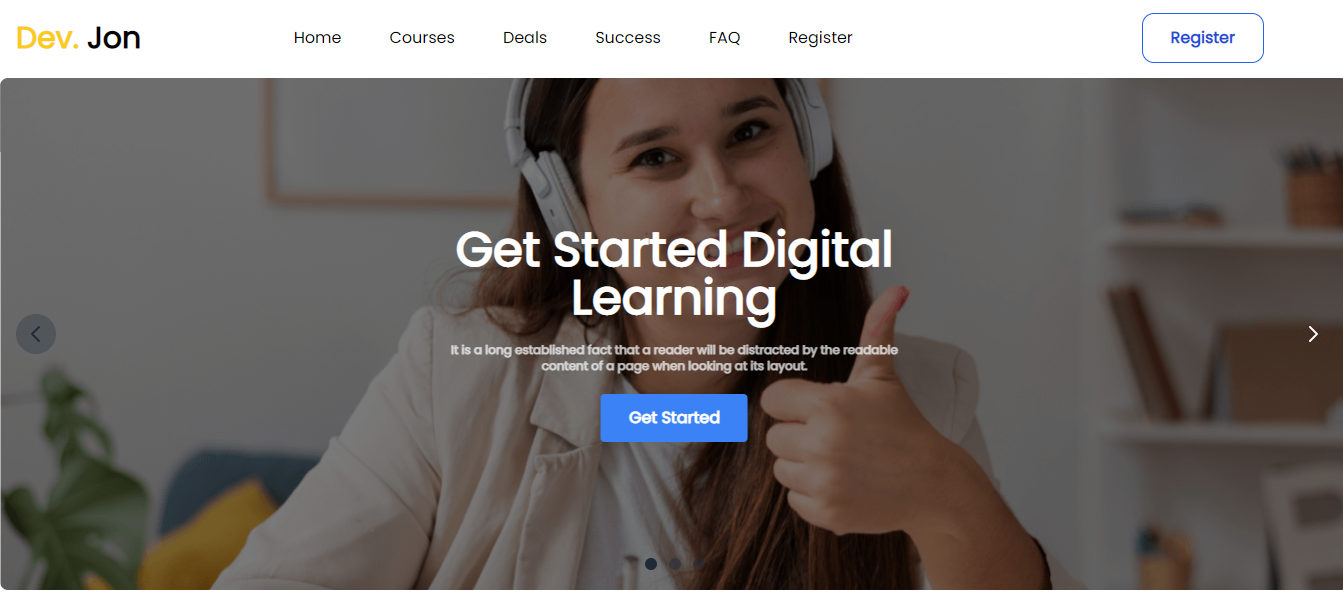 Dev. Jon
Home Courses Deals Success FAQ Register
Register
Get Started Digital
Learning
It is a long established fact that a reader will be distracted by the readable
content of a page when looking at its layout.
Get Started